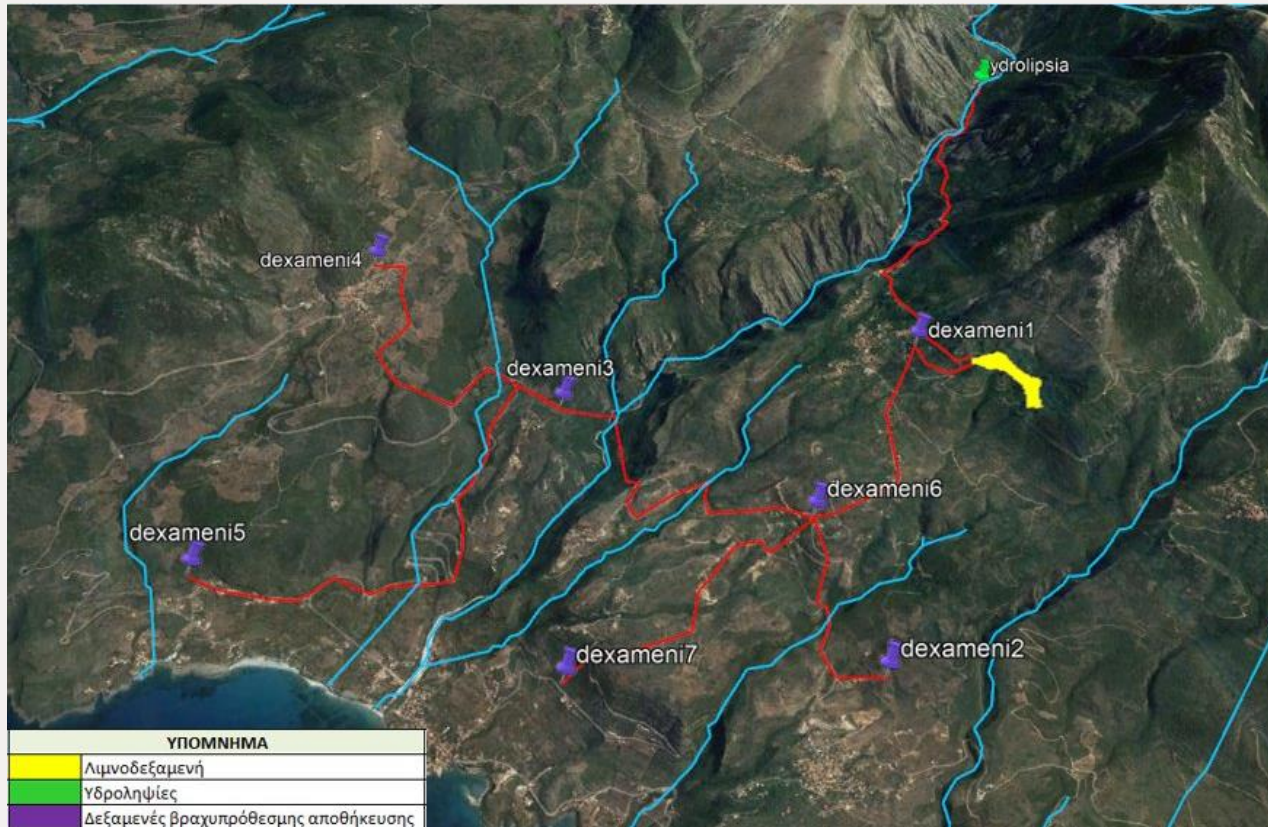 ydrolipsia
dexameni4
dexameni1
dexameni3
dexameni6
dexameni5
dexameni7
dexameni2
ΥΠΟΜΝΗΜΑ
Λιμνοδεξαμενή
Υδροληψίες
Δεξαμενές βραχυπρόθεσμης αποθήκευσης